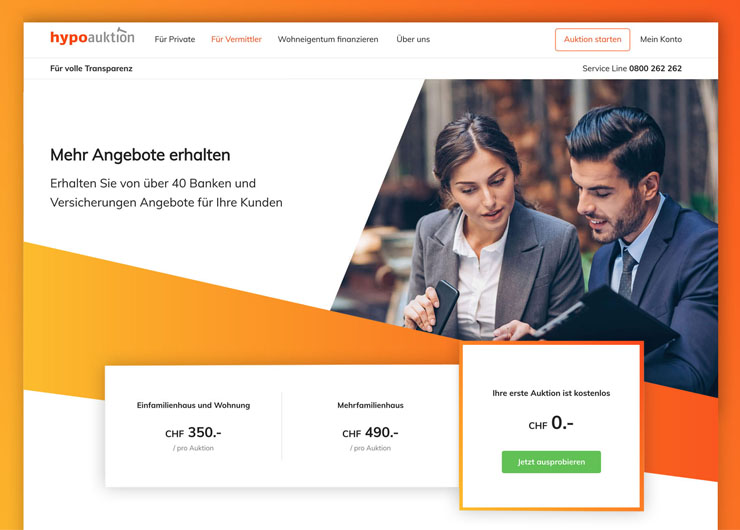 hypoauktion Für Private Für Vermittler Wohneigentum finanzieren Über uns Auktion starten Mein Konto
Für volle Transparenz Service Line 0800 262 262
Mehr Angebote erhalten
Erhalten Sie von über 40 Banken und
Versicherungen Angebote für Ihre Kunden
Einfamilienhaus und Wohnung
CHF 350.-
/ pro Auktion
Mehrfamilienhaus
CHF 490.-
/ pro Auktion
Ihre erste Auktion ist kostenlos
CHF 0.-
Jetzt ausprobieren